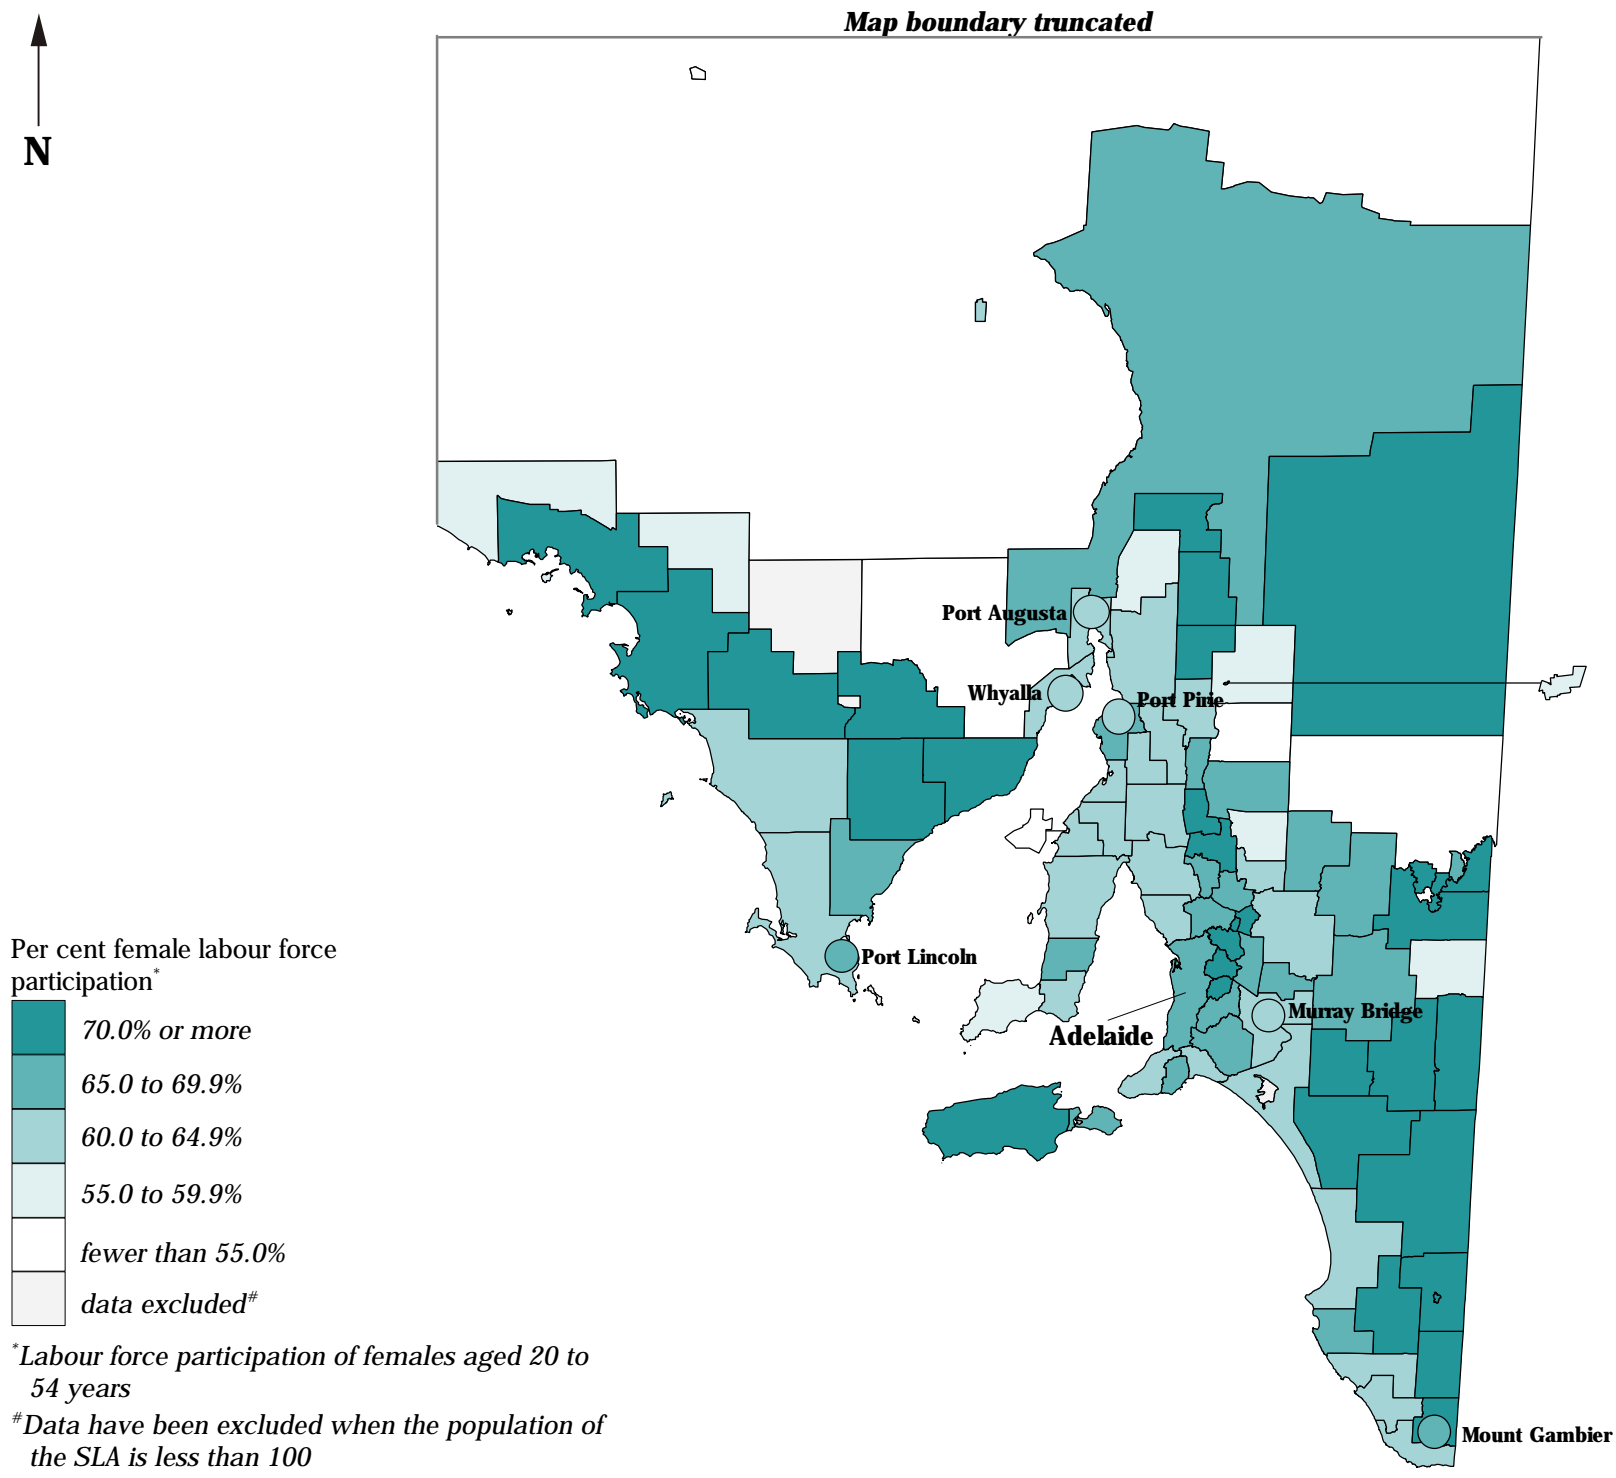 Map boundary truncated
N
Port Augusta
Whyalla
Port Pirie
Port Lincoln
Murray Bridge
Adelaide
Mount Gambier
Per cent female labour force
participation*
70.0% or more
65.0 to 69.9%
60.0 to 64.9%
55.0 to 59.9%
fewer than 55.0%
data excluded#
*Labour force participation of females aged 20 to
54 years
#Data have been excluded when the population of
the SLA is less than 100